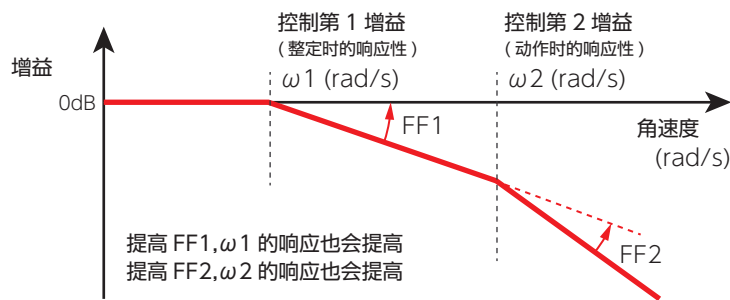 控制第 1 增益
(整定时的响应性)
ω1 (rad/s)
控制第 2 增益
(动作时的响应性)
ω2 (rad/s)
增益
0dB
FF1
角速度
(rad/s)
FF2
提高 FF1,ω1 的响应也会提高
提高 FF2,ω2 的响应也会提高